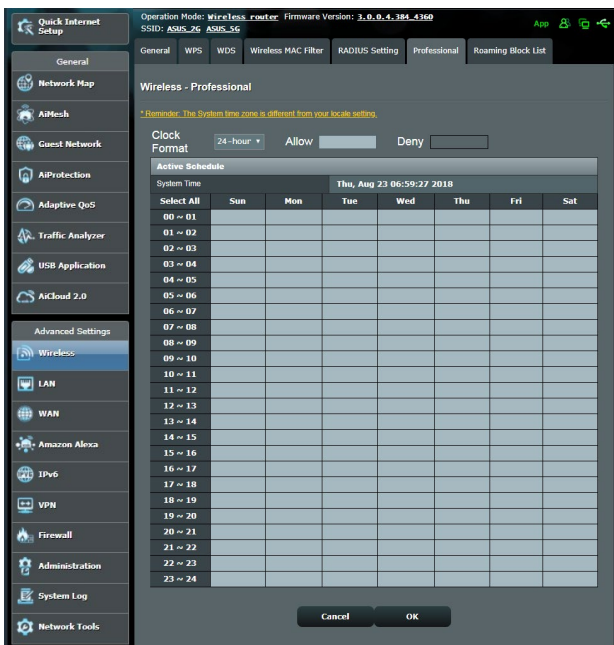 Quick Internet
Setup
General
Network Map
AiMesh
Guest Network
AiProtection
Adaptive QoS
Traffic Analyzer
USB Application
AiCloud 2.0
Advanced Settings
Wireless
LAN
WAN
Amazon Alexa
IPv6
VPN
Firewall
Administration
System Log
Network Tools
Operation Mode: Wireless router Firmware Version: 3.0.0.4.384_4360
SSID: ASUS_2G ASUS_5G
App
General WPS WDS Wireless MAC Filter RADIUS Setting Professional Roaming Block List
Wireless - Professional
* Reminder: The System time zone is different from your locale setting.
Clock
Format 24-hour Allow Deny
Active Schedule
System Time Thu, Aug 23 06:59:27 2018
Select All Sun Mon Tue Wed Thu Fri Sat
00 ~ 01
01 ~ 02
02 ~ 03
03 ~ 04
04 ~ 05
05 ~ 06
06 ~ 07
07 ~ 08
08 ~ 09
09 ~ 10
10 ~ 11
11 ~ 12
12 ~ 13
13 ~ 14
14 ~ 15
15 ~ 16
16 ~ 17
17 ~ 18
18 ~ 19
19 ~ 20
20 ~ 21
21 ~ 22
22 ~ 23
23 ~ 24
Cancel OK